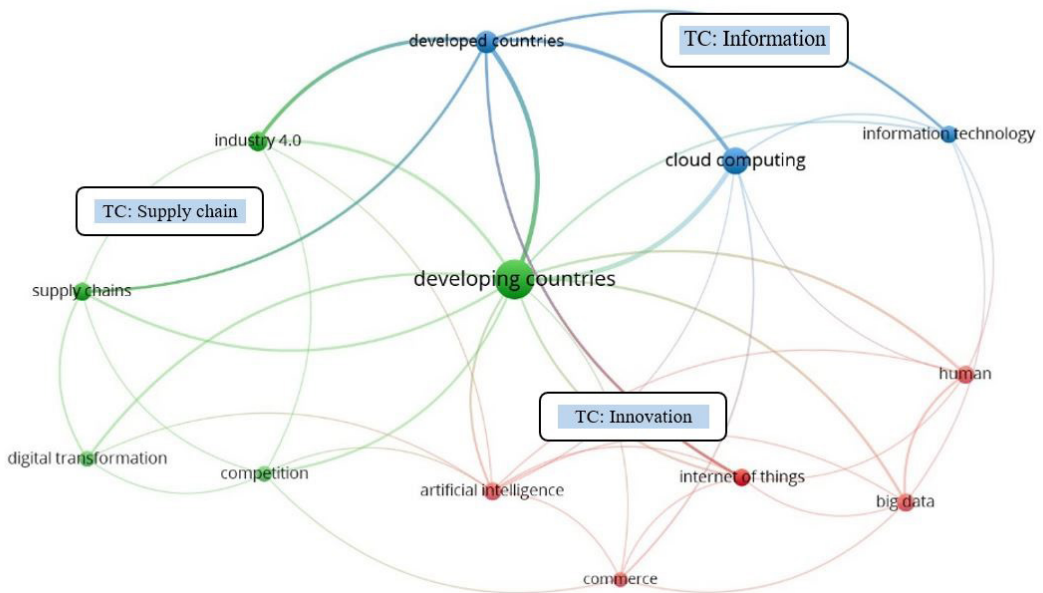 developed countries
TC: Information
industry 4.0
information technology
cloud computing
TC: Supply chain
developing countries
supply chains
human
TC: Innovation
digital transformation
competition
artificial intelligence
internet of things
big data
commerce